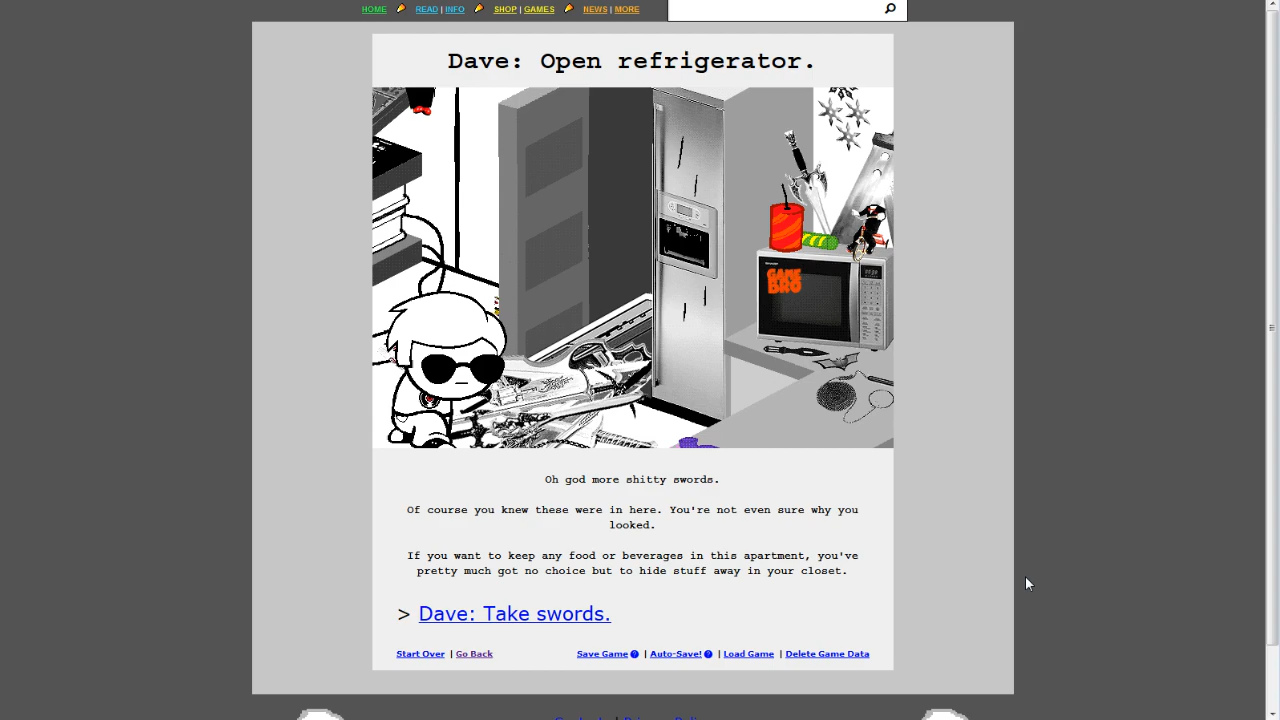 HOME READ | INFO SHOP | GAMES NEWS | MORE
Dave: Open refrigerator.
GAME
BRO
Oh god more shitty swords.
Of course you knew these were in here. You're not even sure why you
looked.
If you want to keep any food or beverages in this apartment, you've
pretty much got no choice but to hide stuff away in your closet.
> Dave: Take swords.
Start Over | Go Back Save Game ? | Auto-Save! ? | Load Game | Delete Game Data